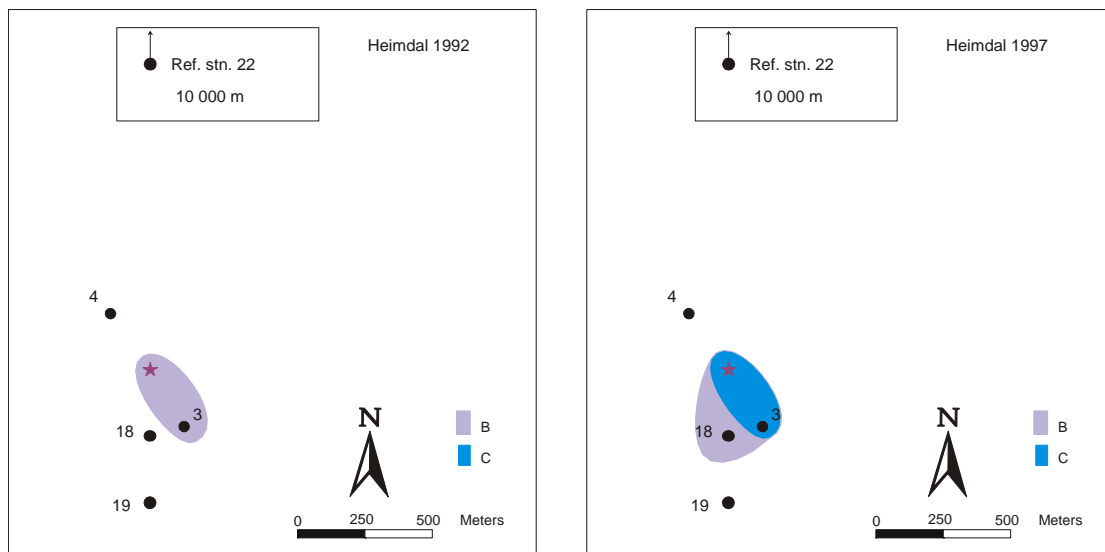 Heimdal 1992
Ref. stn. 22
10 000 m
4
3
18
19
N
B
C
0 250 500 Meters
Heimdal 1997
Ref. stn. 22
10 000 m
4
3
18
19
N
B
C
0 250 500 Meters